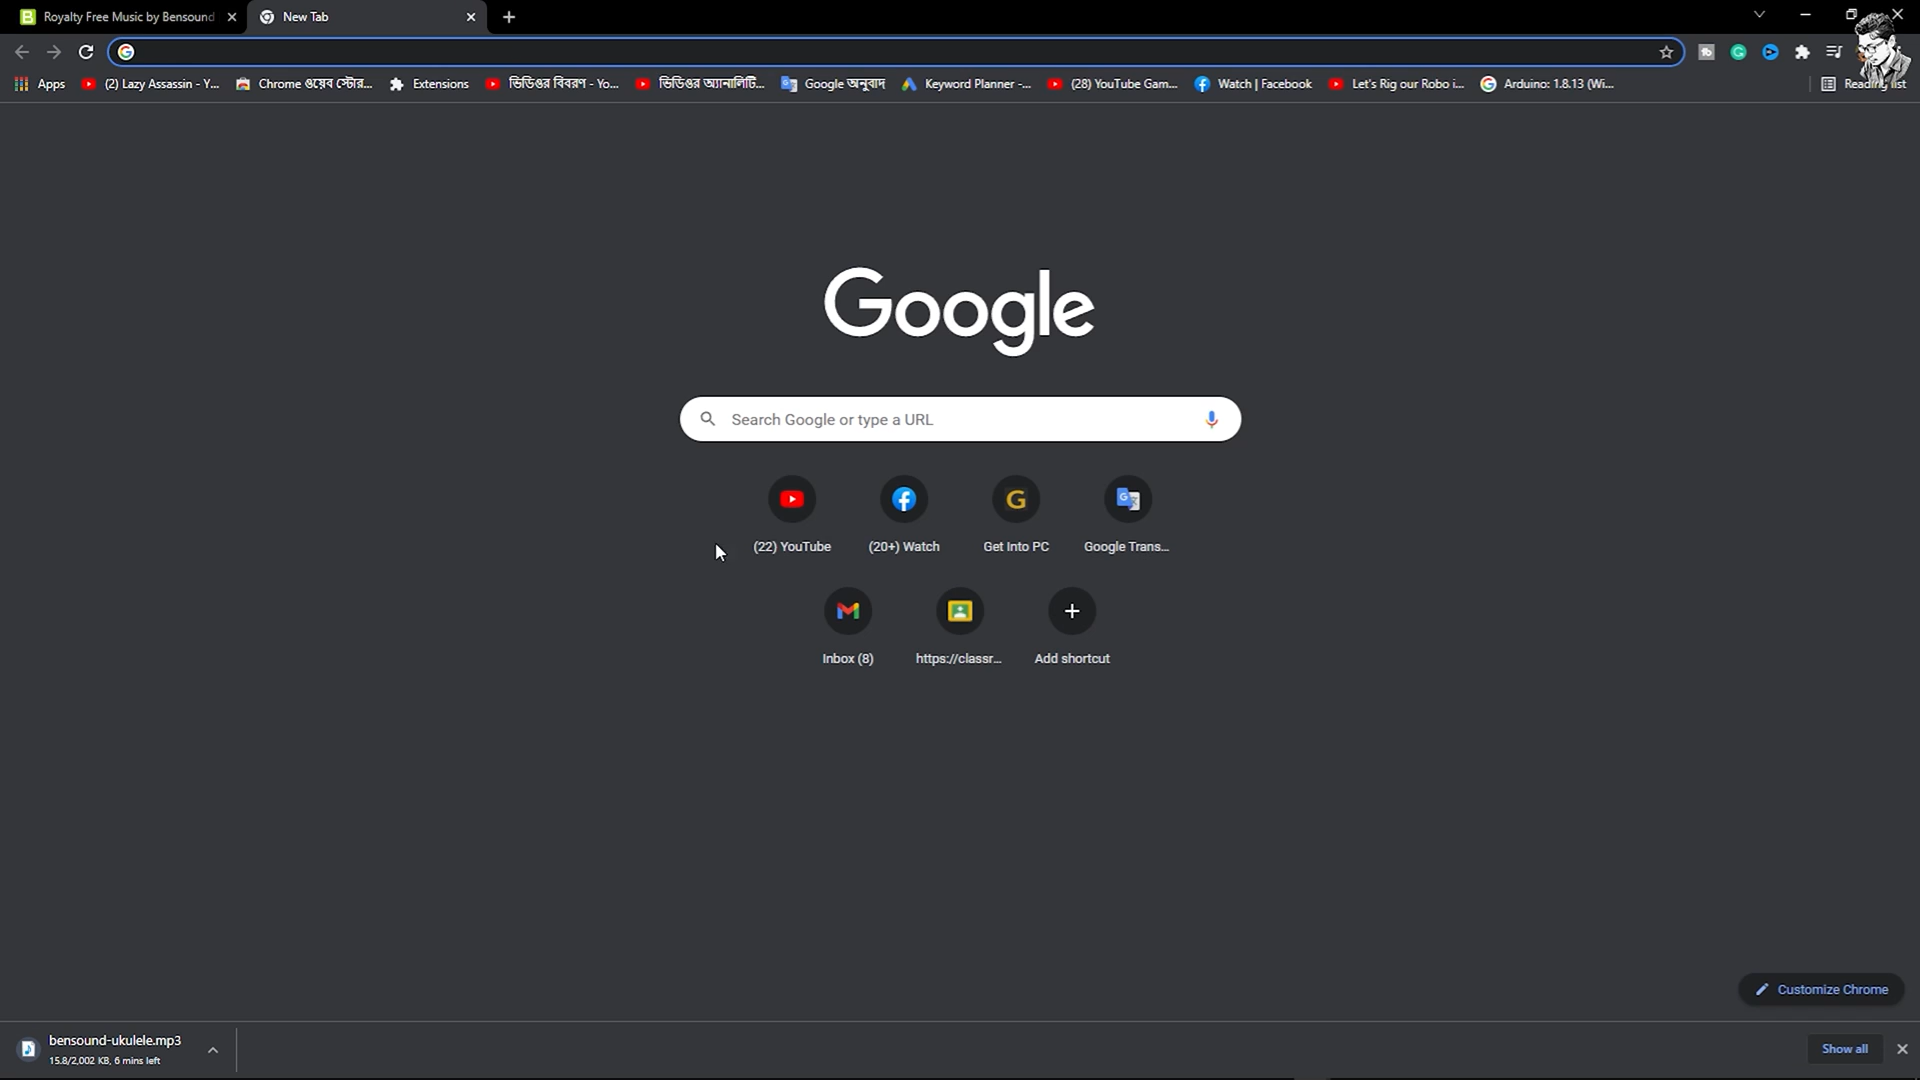 Royalty Free Music by Bensound
New Tab
Apps
(2) Lazy Assassin - Y...
Chrome ওয়েব স্টোর...
Extensions
ভিডিওর বিবরণ - Yo...
ভিডিওর অ্যানালিটি...
Google অনুবাদ
Keyword Planner -...
(28) YouTube Gam...
Watch | Facebook
Let's Rig our Robo i...
Arduino: 1.8.13 (Wi...
Reading list
Google
Search Google or type a URL
(22) YouTube
(20+) Watch
Get Into PC
Google Trans...
Inbox (8)
https://classr...
Add shortcut
Customize Chrome
bensound-ukulele.mp3
15.8/2,002 KB, 6 mins left
Show all